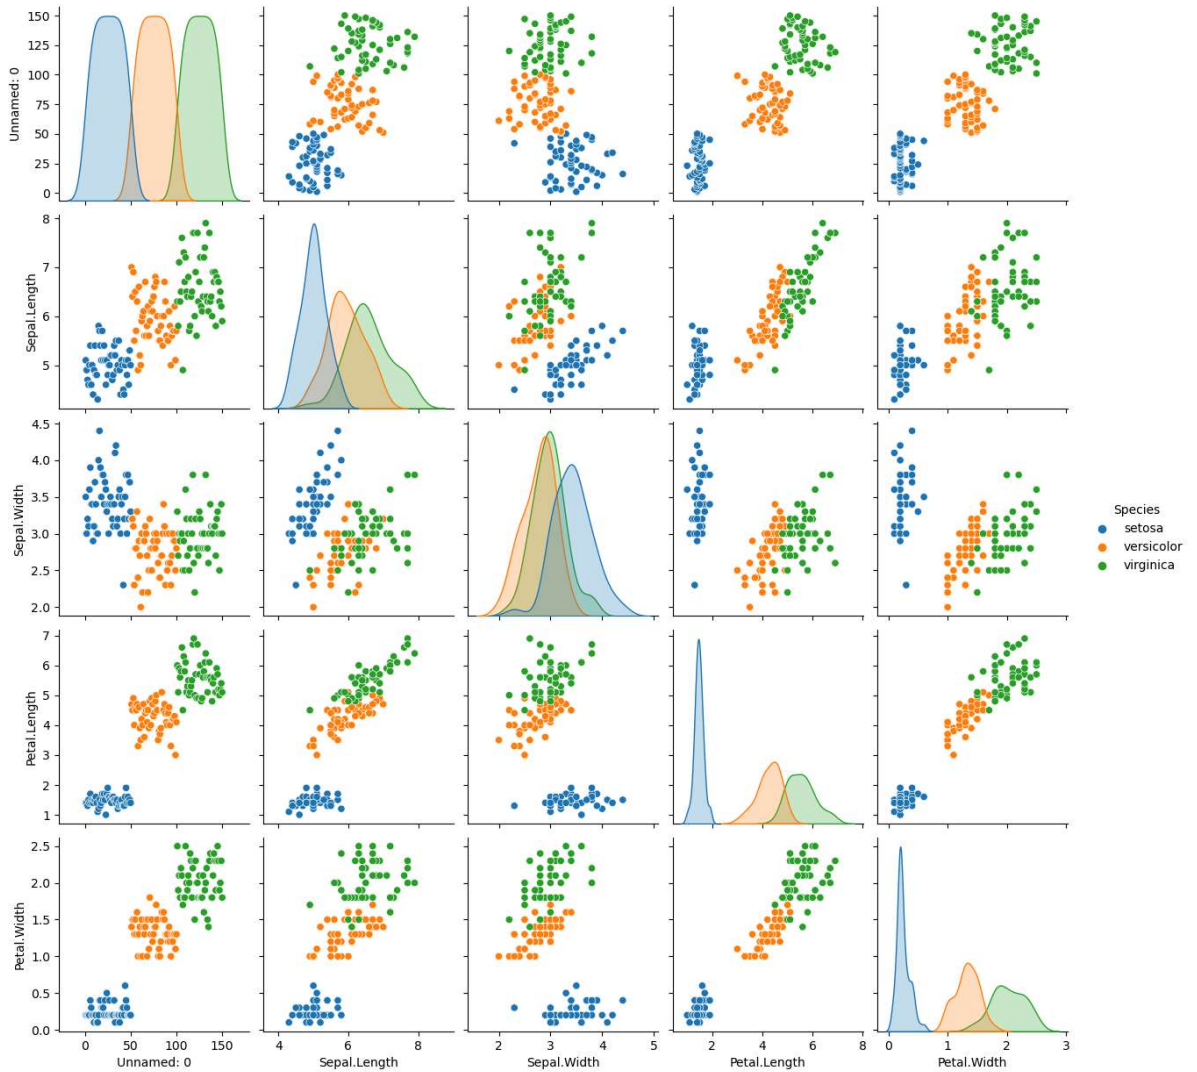 150
125
100
75
50
25
0
Unnamed: 0
8
7
6
5
Sepal.Length
4.5
4.0
3.5
3.0
2.5
2.0
Sepal.Width
Species
setosa
versicolor
virginica
7
6
5
4
3
2
1
Petal.Length
2.5
2.0
1.5
1.0
0.5
0.0
Petal.Width
0 50 100 150
4 6 8
2 3 4 5
2 4 6 8
0 1 2 3
Unnamed: 0 Sepal.Length Sepal.Width Petal.Length Petal.Width